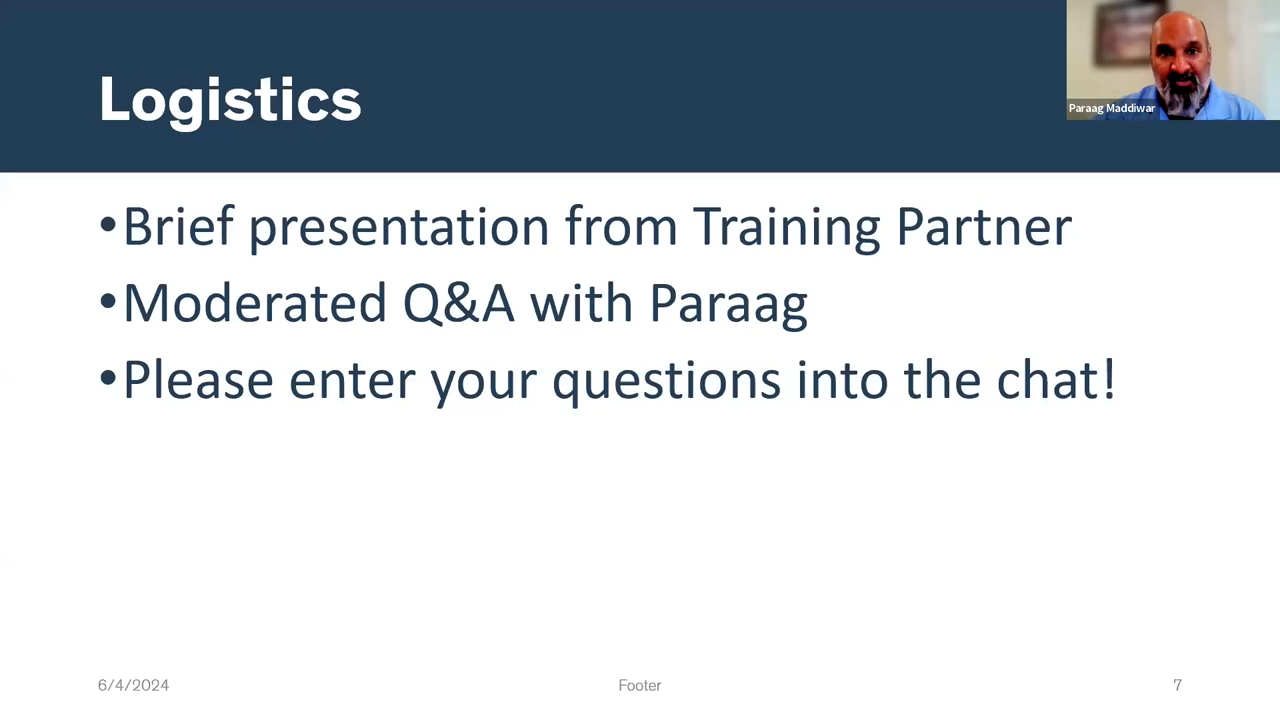 Logistics
Paraag Maddiwar
•Brief presentation from Training Partner
•Moderated Q&A with Paraag
•Please enter your questions into the chat!
6/4/2024
Footer
7